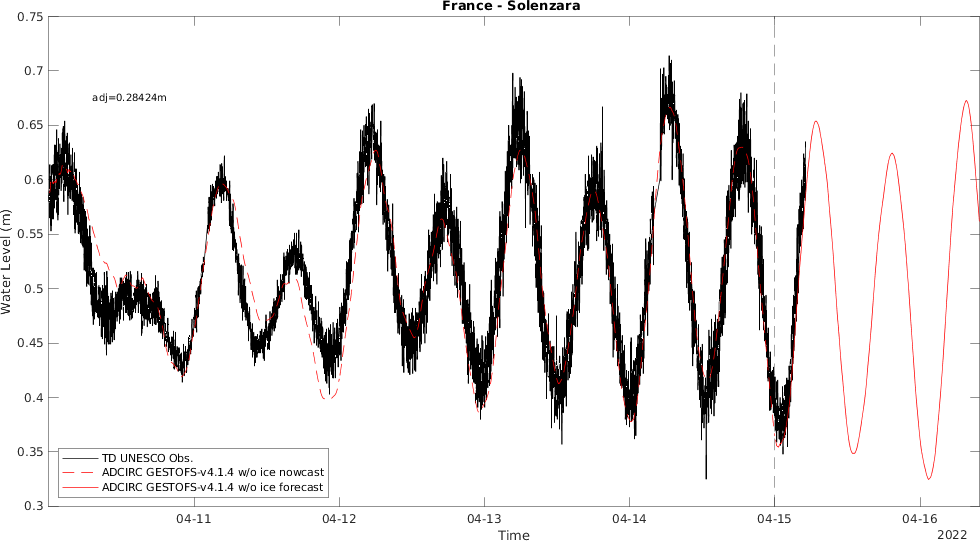 France - Solenzara
0.75
0.7
0.65
0.6
0.55
0.5
0.45
0.4
0.35
0.3
Water Level (m)
adj=0.28424m
TD UNESCO Obs.
ADCIRC GESTOFS-v4.1.4 w/o ice nowcast
ADCIRC GESTOFS-v4.1.4 w/o ice forecast
04-11 04-12 04-13 04-14 04-15 04-16
Time
2022